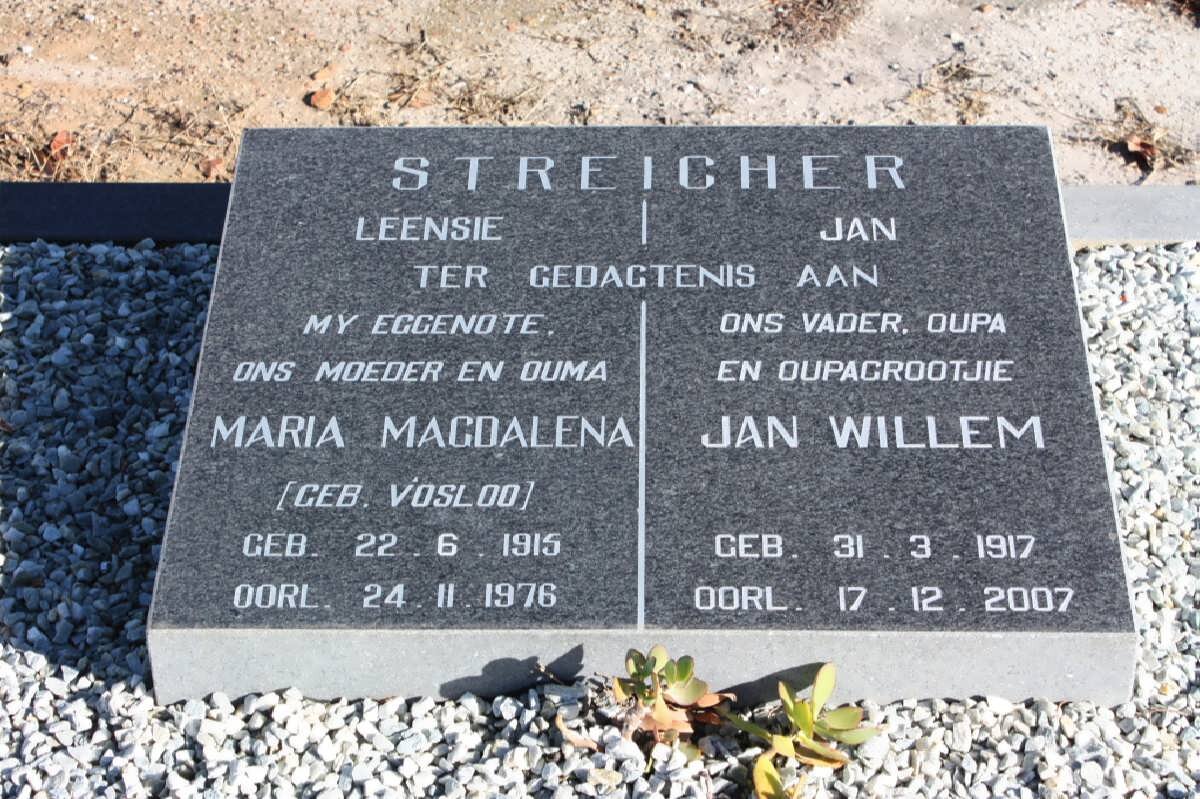 STREICHER
LEENSIE
JAN
TER GEDAGTENIS AAN
MY EGGENOTE.
ONS MOEDER EN OUMA
MARIA MAGDALENA
[GEB. VOSLOO]
GEB. 22.6.1915
OORL. 24.11.1976
ONS VADER, OUPA
EN OUPAGROOTJIE
JAN WILLEM
GEB. 31.3.1917
OORL. 17.12.2007